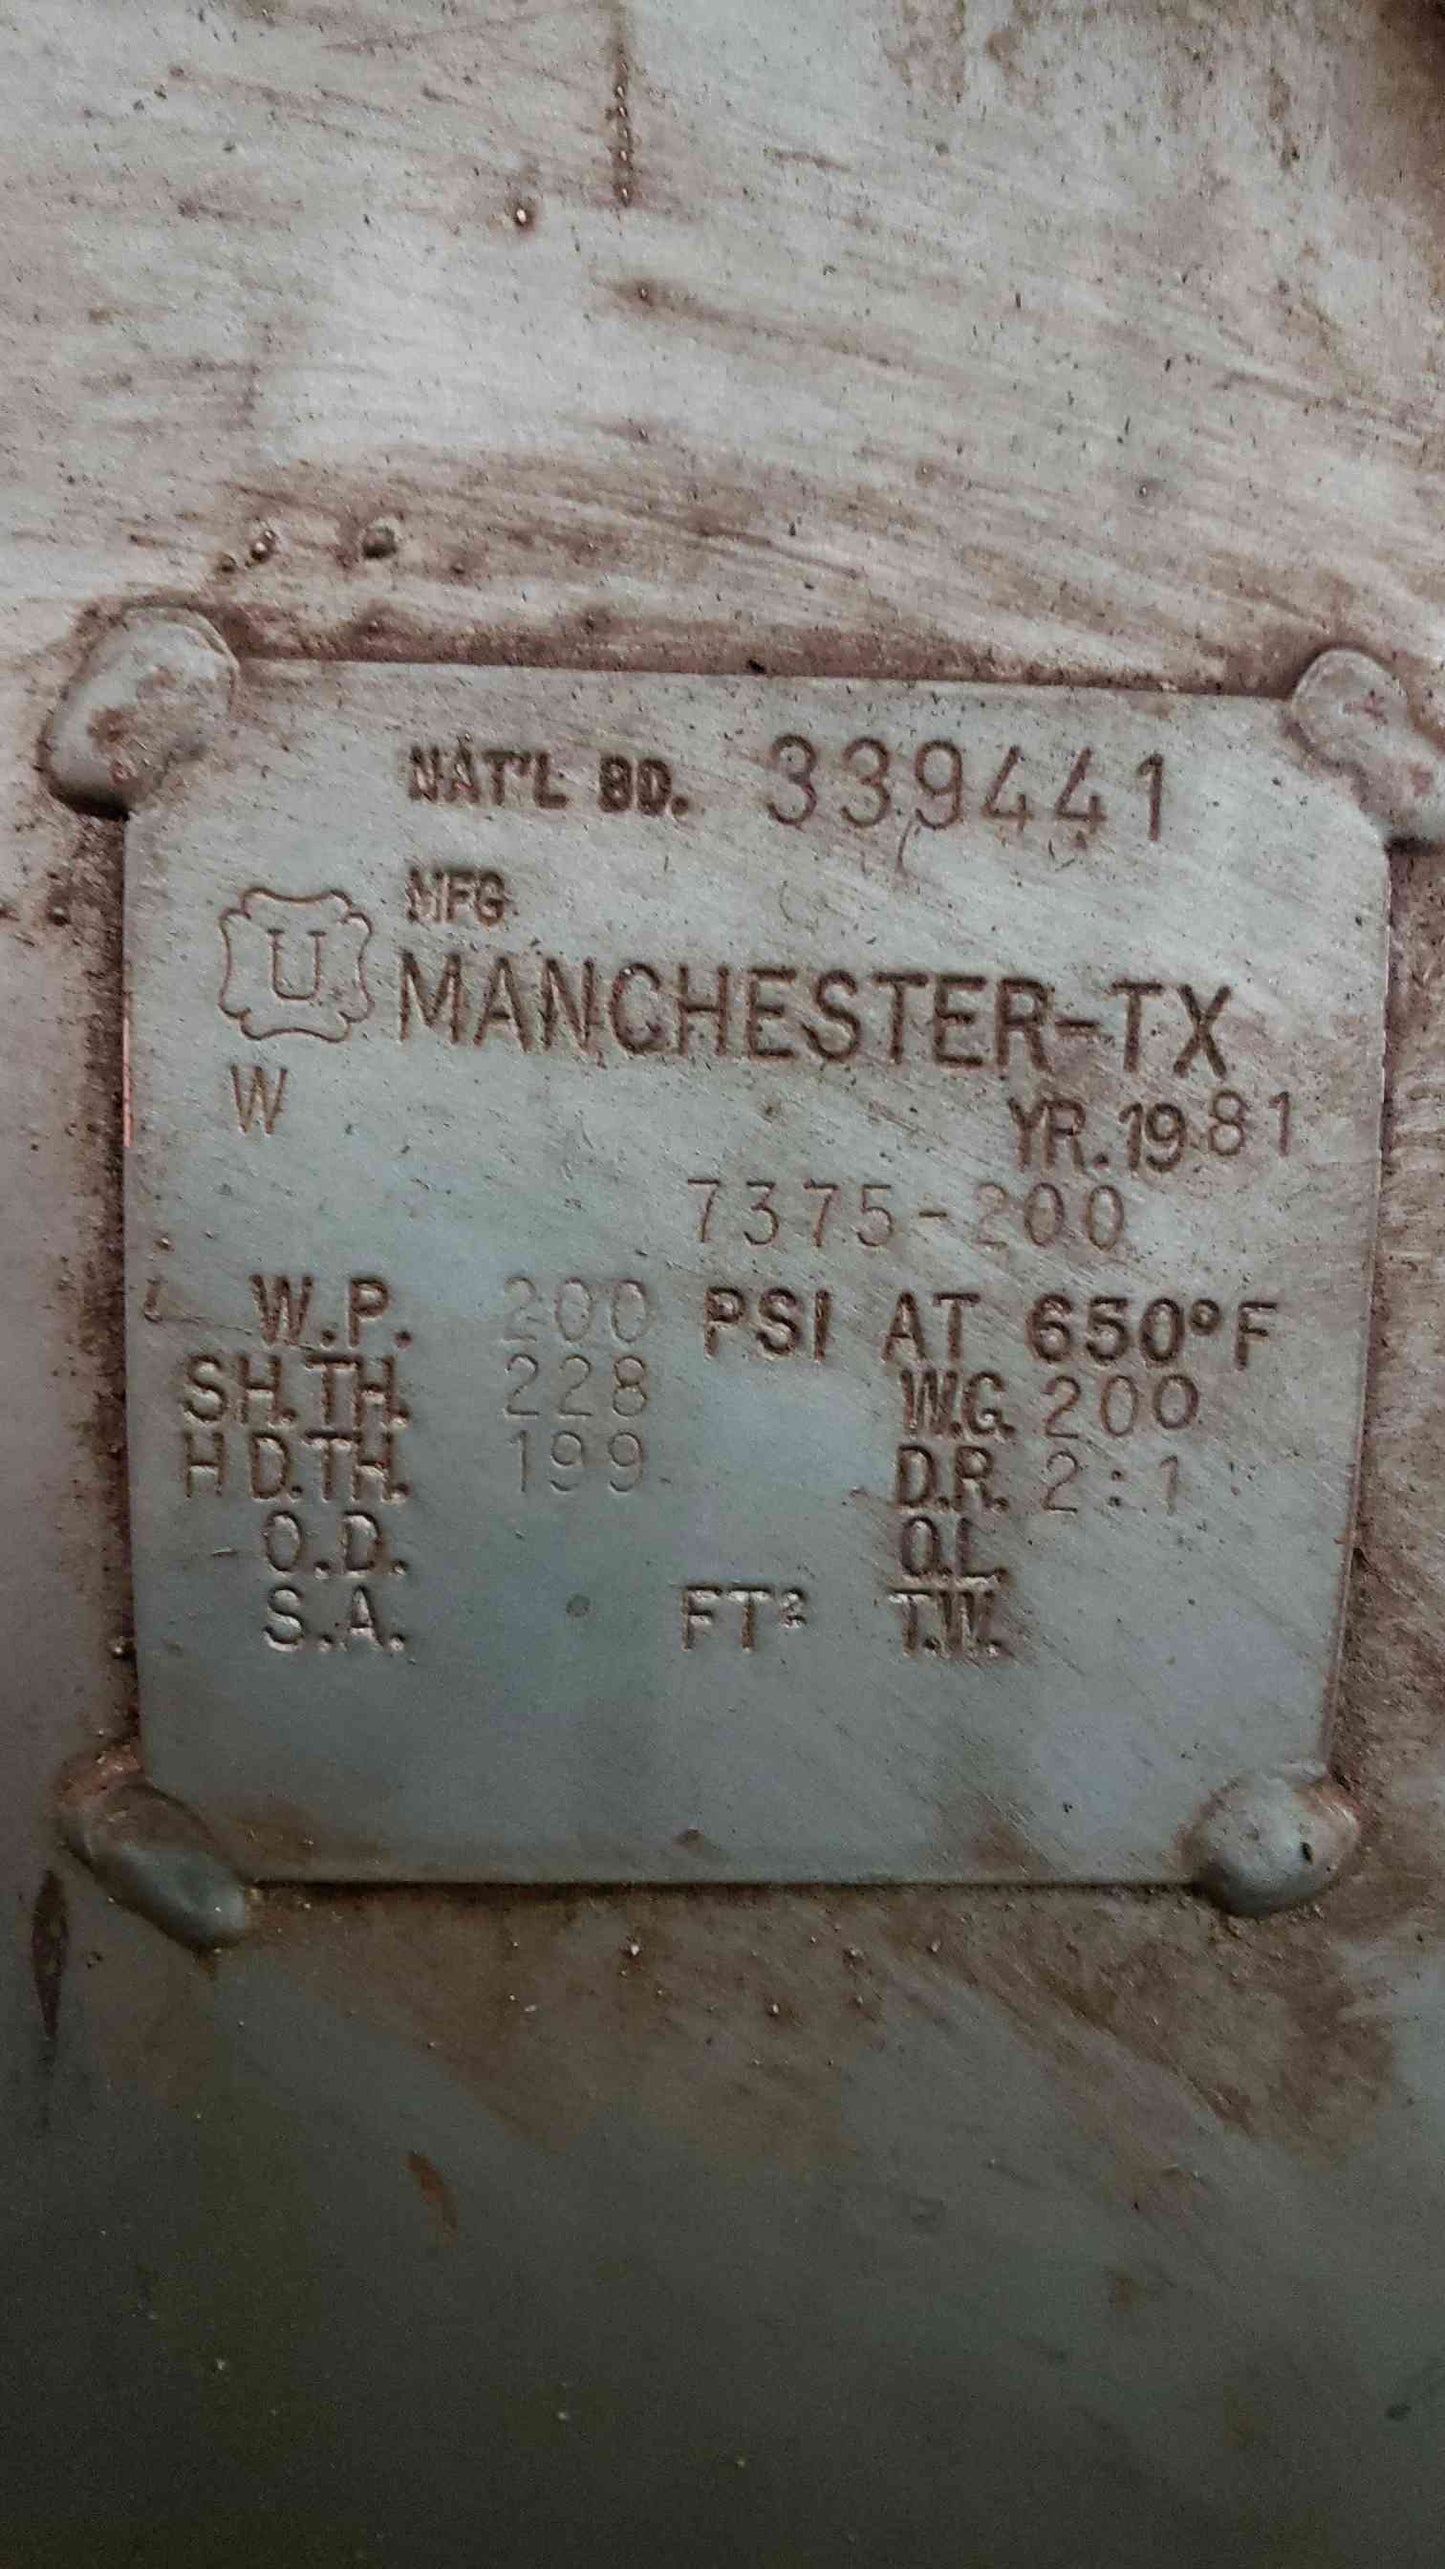 NAT'L BD. 339441
MFG
U MANCHESTER-TX
W
YR. 1981
7375-200
W.P. 200 PSI AT 650°F
SH.TH. 228 W.G. 200
HD.TH. 199 D.R. 2:1
O.D. O.L.
S.A. FT² T.W.